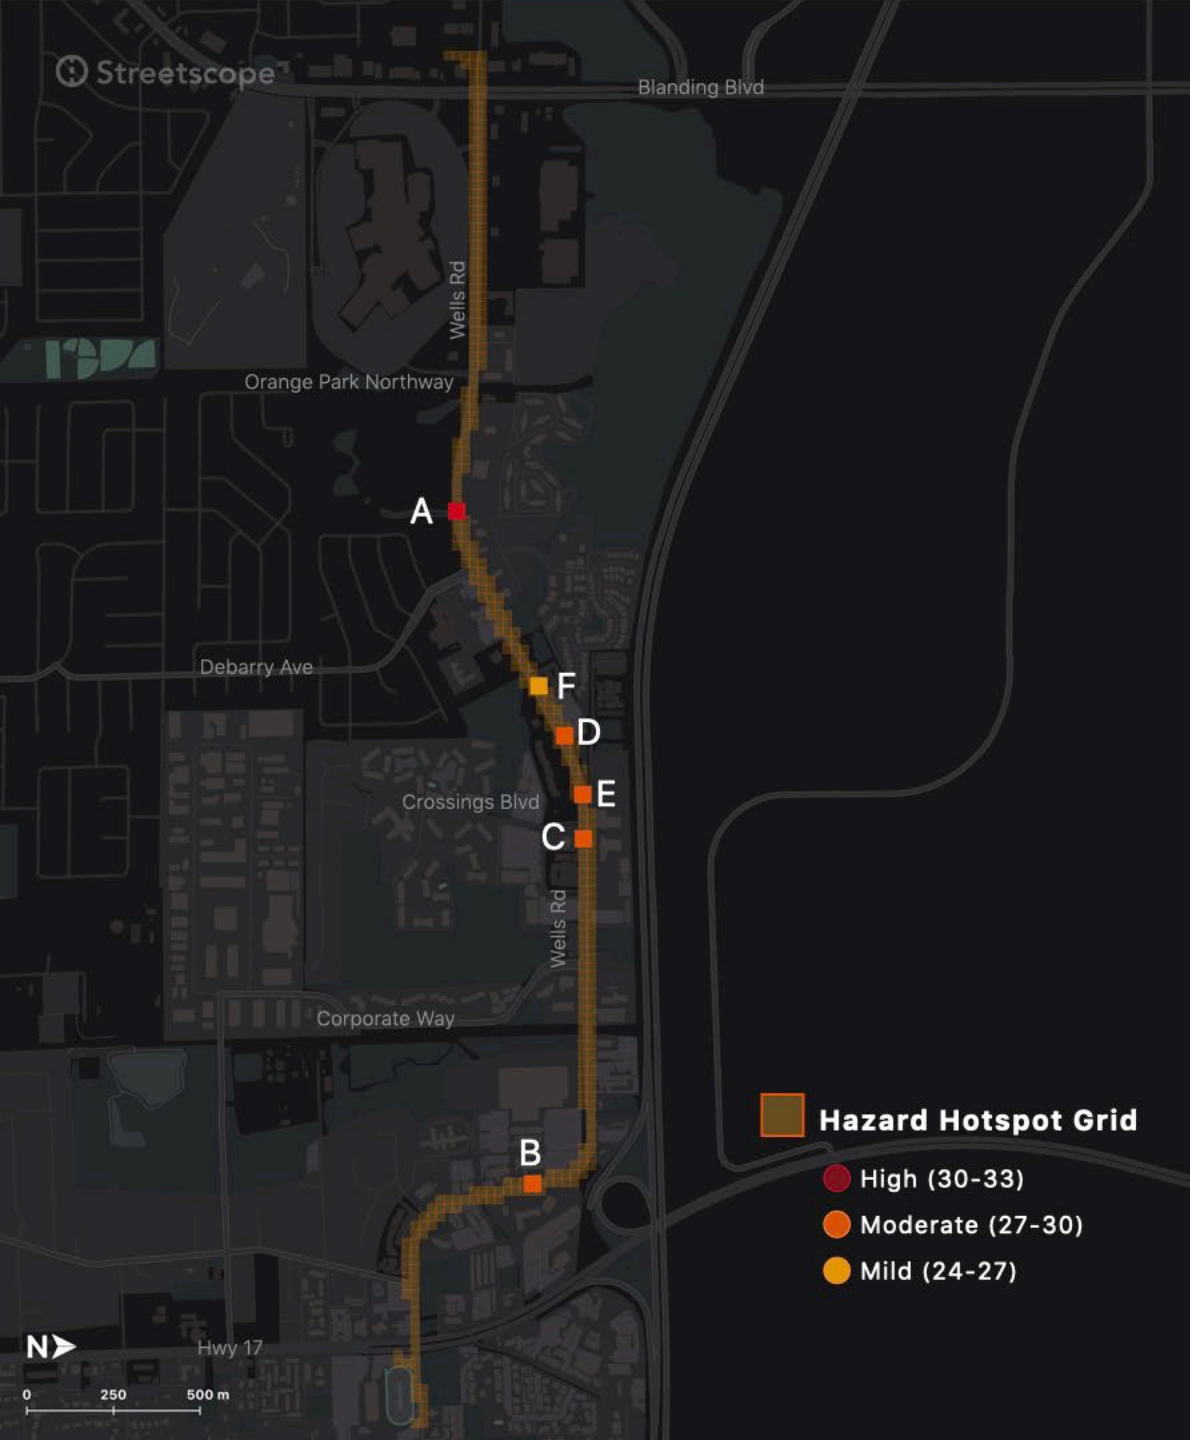 Streetscope
Blanding Blvd
Wells Rd
Orange Park Northway
A
Debarry Ave
F
D
E
Crossings Blvd
C
Wells Rd
Corporate Way
B
Hazard Hotspot Grid
High (30-33)
Moderate (27-30)
Mild (24-27)
N
Hwy 17
0 250 500 m